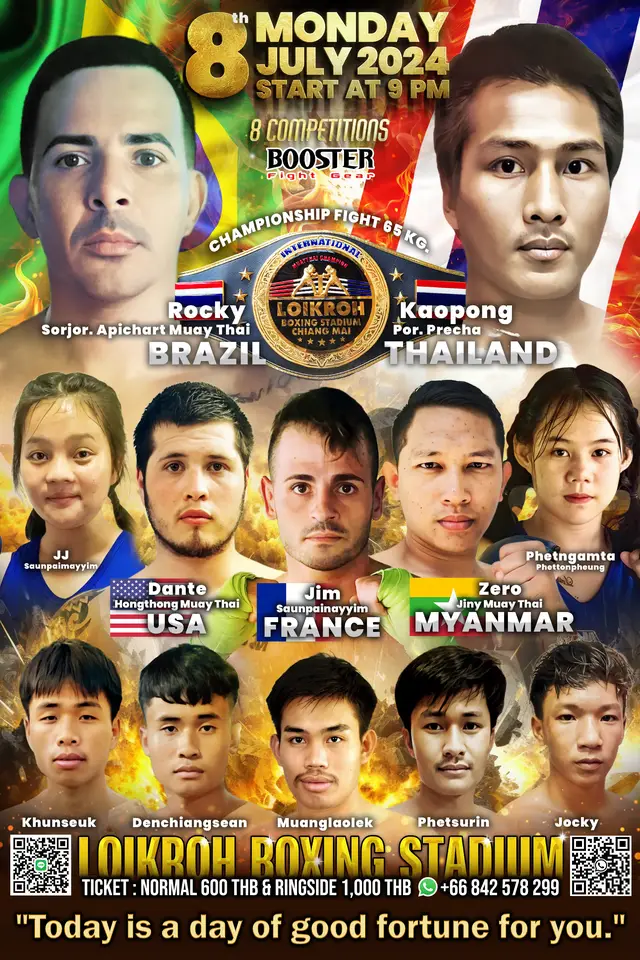 8th MONDAY
JULY 2024
START AT 9 PM
8 COMPETITIONS
BOOSTER
Fight Gear
CHAMPIONSHIP FIGHT 65 KG.
INTERNATIONAL
MUAYTHAI CHAMPION
LOIKROH
BOXING STADIUM
CHIANG MAI
Rocky
Sorjor. Apichart Muay Thai
BRAZIL
Kaopong
Por. Precha
THAILAND
JJ
Saunpaimayyim
Dante
Hongthong Muay Thai
USA
Jim
Saunpainayyim
FRANCE
Zero
Jiny Muay Thai
MYANMAR
Phetngamta
Phettonpheung
Khunseuk
Denchiangsean
Muanglaolek
Phetsurin
Jocky
LOIKROH BOXING STADIUM
TICKET : NORMAL 600 THB & RINGSIDE 1,000 THB +66 842 578 299
"Today is a day of good fortune for you."